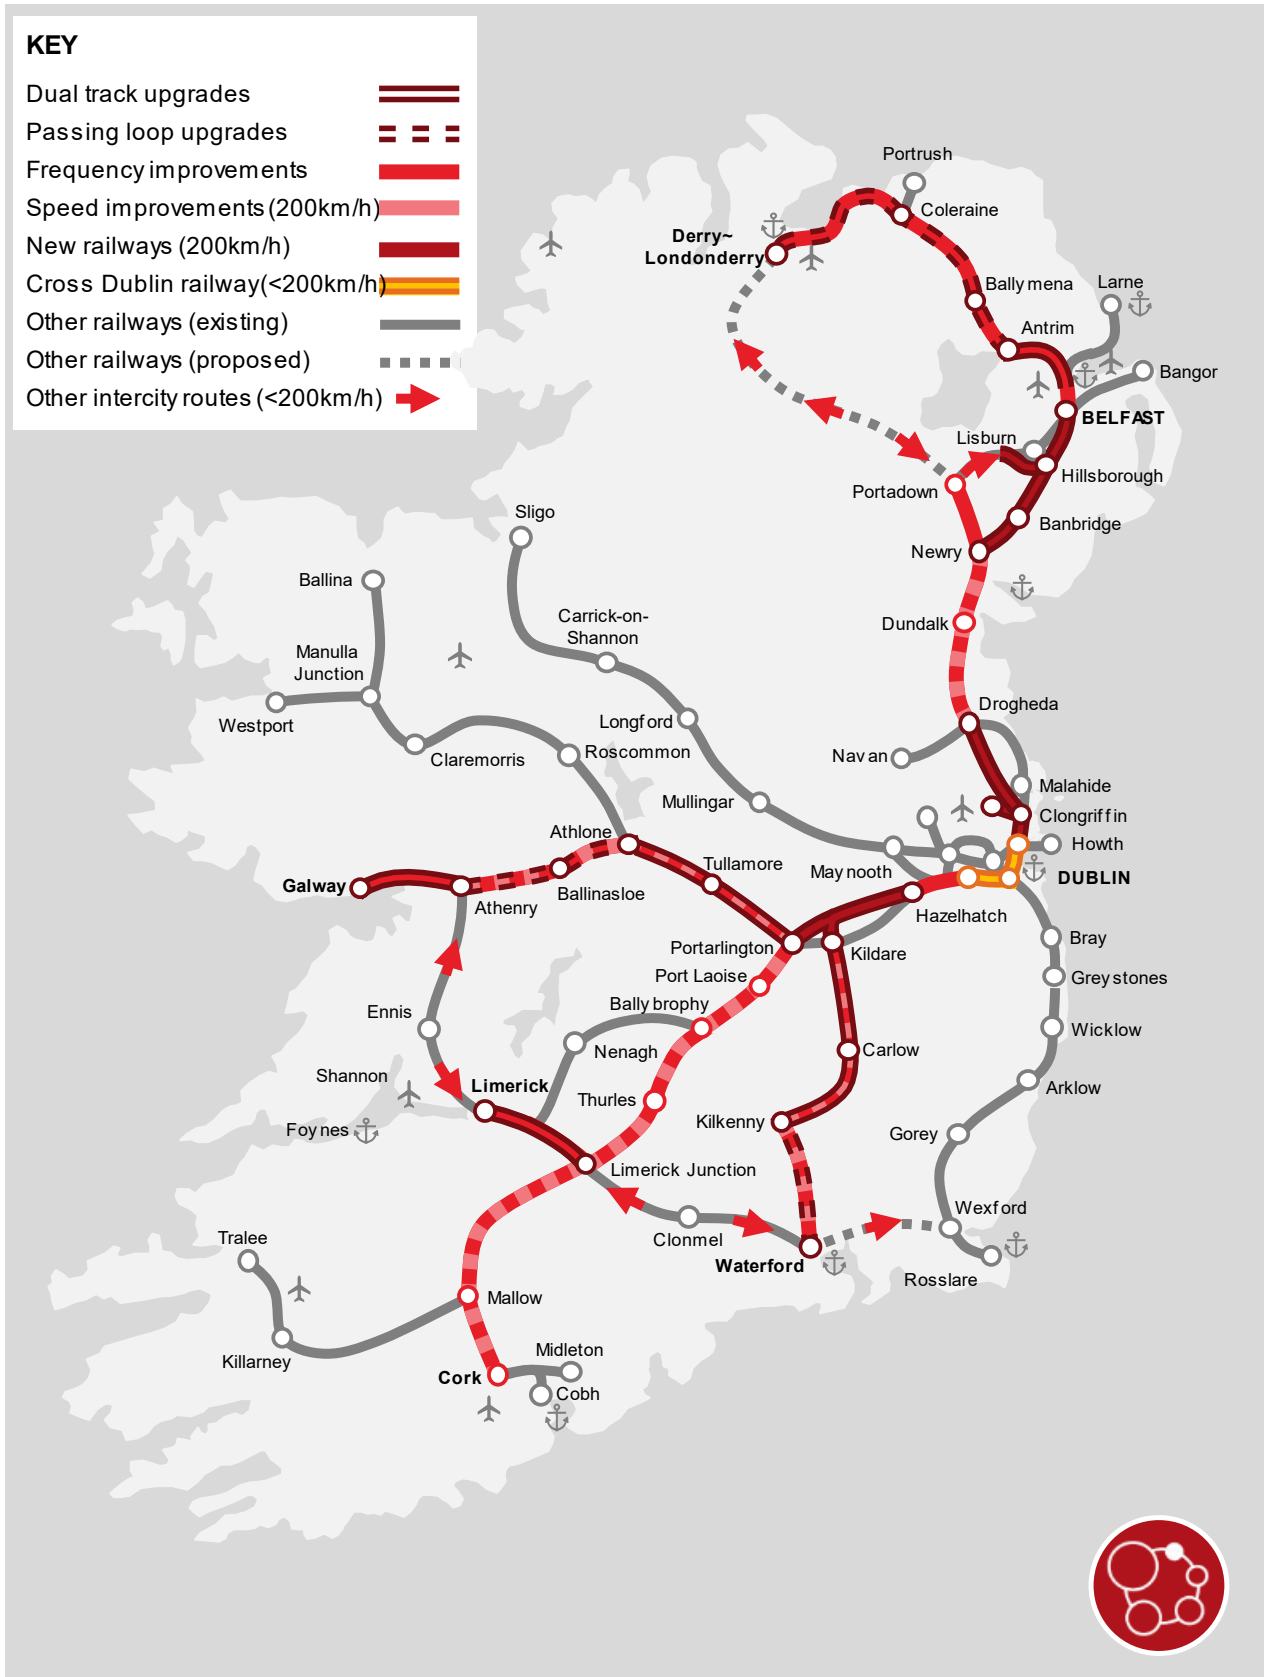 KEY
Dual track upgrades
Passing loop upgrades
Frequency improvements
Speed improvements (200km/h)
New railways (200km/h)
Cross Dublin railway(<200km/h)
Other railways (existing)
Other railways (proposed)
Other intercity routes (<200km/h)
Portrush
Coleraine
Derry~
Londonderry
Ballymena
Larne
Antrim
Bangor
BELFAST
Lisburn
Hillsborough
Portadown
Banbridge
Newry
Sligo
Ballina
Carrick-on-
Shannon
Dundalk
Manulla
Junction
Westport
Longford
Drogheda
Claremorris
Roscommon
Navan
Malahide
Mullingar
Clongriffin
Athlone
Howth
Tullamore
Maynooth
DUBLIN
Galway
Ballinasloe
Athenry
Hazelhatch
Bray
Portarlington
Kildare
Port Laoise
Greystones
Ballybrophy
Ennis
Wicklow
Nenagh
Carlow
Shannon
Limerick
Arklow
Thurles
Foynes
Kilkenny
Gorey
Limerick Junction
Wexford
Tralee
Clonmel
Waterford
Rosslare
Mallow
Killarney
Midleton
Cork
Cobh